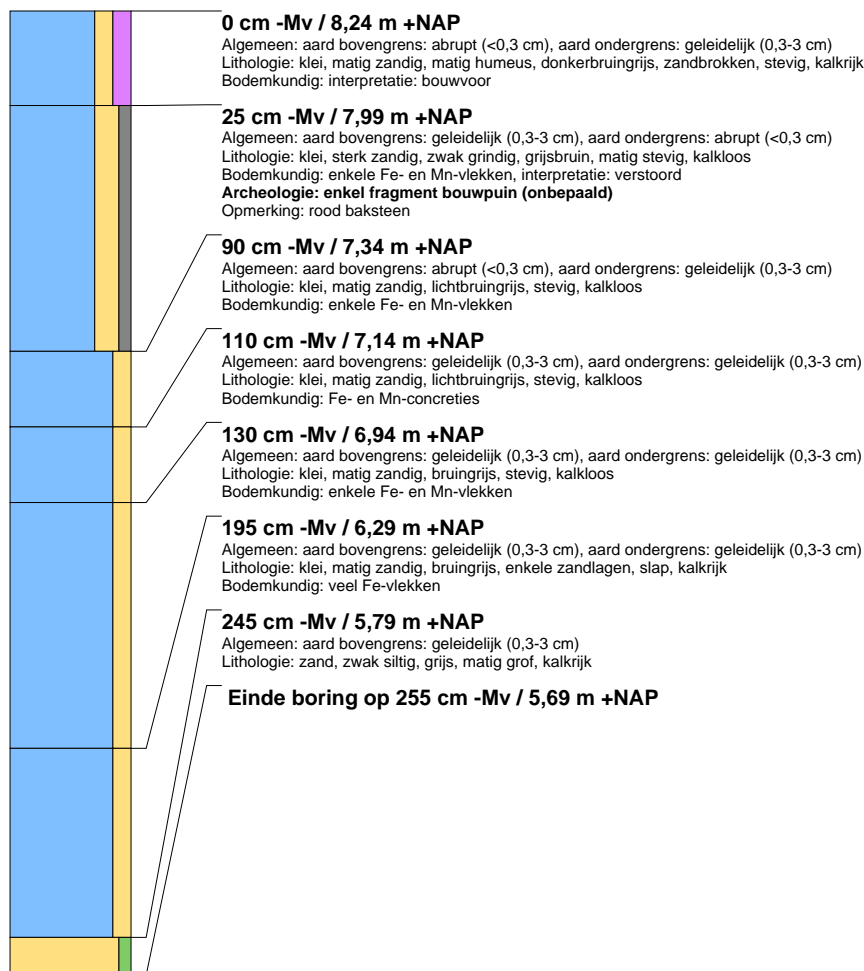 0 cm -Mv / 8,24 m +NAP
Algemeen: aard bovengrens: abrupt (<0,3 cm), aard ondergrens: geleidelijk (0,3-3 cm)
Lithologie: klei, matig zandig, matig humeus, donkerbruingrijs, zandbrokken, stevig, kalkrijk
Bodemkundig: interpretatie: bouwvoor
25 cm -Mv / 7,99 m +NAP
Algemeen: aard bovengrens: geleidelijk (0,3-3 cm), aard ondergrens: abrupt (<0,3 cm)
Lithologie: klei, sterk zandig, zwak grindig, grijsbruin, matig stevig, kalkloos
Bodemkundig: enkele Fe- en Mn-vlekken, interpretatie: verstoord
Archeologie: enkel fragment bouwpuin (onbepaald)
Opmerking: rood baksteen
90 cm -Mv / 7,34 m +NAP
Algemeen: aard bovengrens: abrupt (<0,3 cm), aard ondergrens: geleidelijk (0,3-3 cm)
Lithologie: klei, matig zandig, lichtbruingrijs, stevig, kalkloos
Bodemkundig: enkele Fe- en Mn-vlekken
110 cm -Mv / 7,14 m +NAP
Algemeen: aard bovengrens: geleidelijk (0,3-3 cm), aard ondergrens: geleidelijk (0,3-3 cm)
Lithologie: klei, matig zandig, lichtbruingrijs, stevig, kalkloos
Bodemkundig: Fe- en Mn-concreties
130 cm -Mv / 6,94 m +NAP
Algemeen: aard bovengrens: geleidelijk (0,3-3 cm), aard ondergrens: geleidelijk (0,3-3 cm)
Lithologie: klei, matig zandig, bruingrijs, stevig, kalkloos
Bodemkundig: enkele Fe- en Mn-vlekken
195 cm -Mv / 6,29 m +NAP
Algemeen: aard bovengrens: geleidelijk (0,3-3 cm), aard ondergrens: geleidelijk (0,3-3 cm)
Lithologie: klei, matig zandig, bruingrijs, enkele zandlagen, slap, kalkrijk
Bodemkundig: veel Fe-vlekken
245 cm -Mv / 5,79 m +NAP
Algemeen: aard bovengrens: geleidelijk (0,3-3 cm)
Lithologie: zand, zwak siltig, grijs, matig grof, kalkrijk
Einde boring op 255 cm -Mv / 5,69 m +NAP